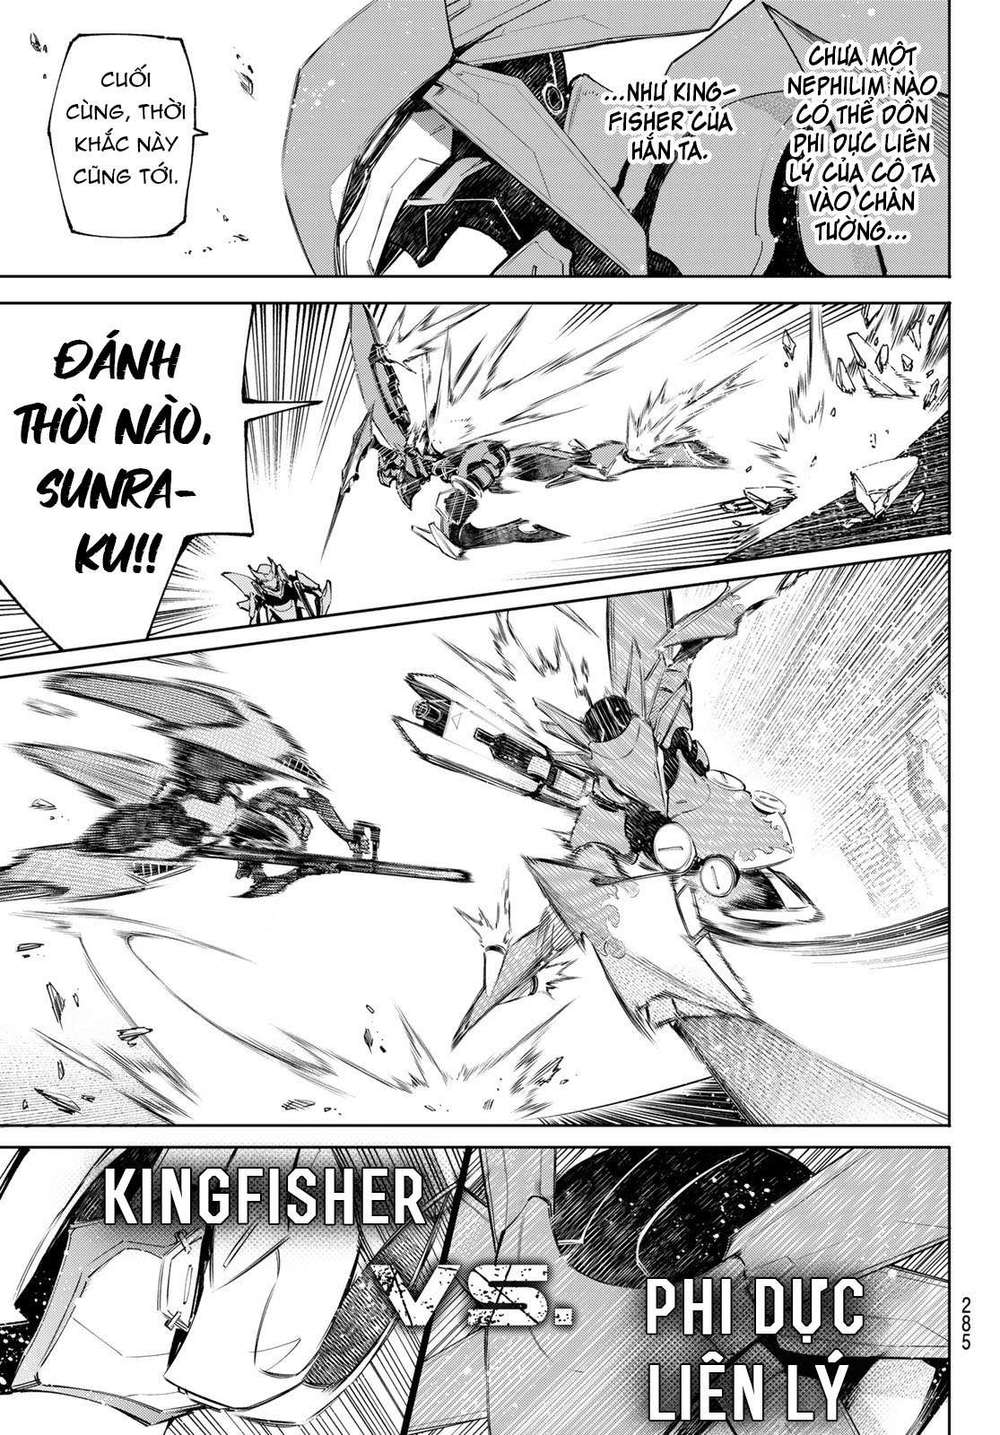 CHƯA MỘT
NEPHILIM NÀO
CÓ THỂ DỒN
PHI DỰC LIÊN
LÝ CỦA CÔ TA
VÀO CHÂN
TƯỜNG...
...NHƯ KING-
FISHER CỦA
HẮN TA.
CUỐI
CÙNG, THỜI
KHẮC NÀY
CŨNG TỚI.
ĐÁNH
THÔI NÀO,
SUNRA-
KU!!
KINGFISHER
VS.
PHI DỰC
LIÊN LÝ
285